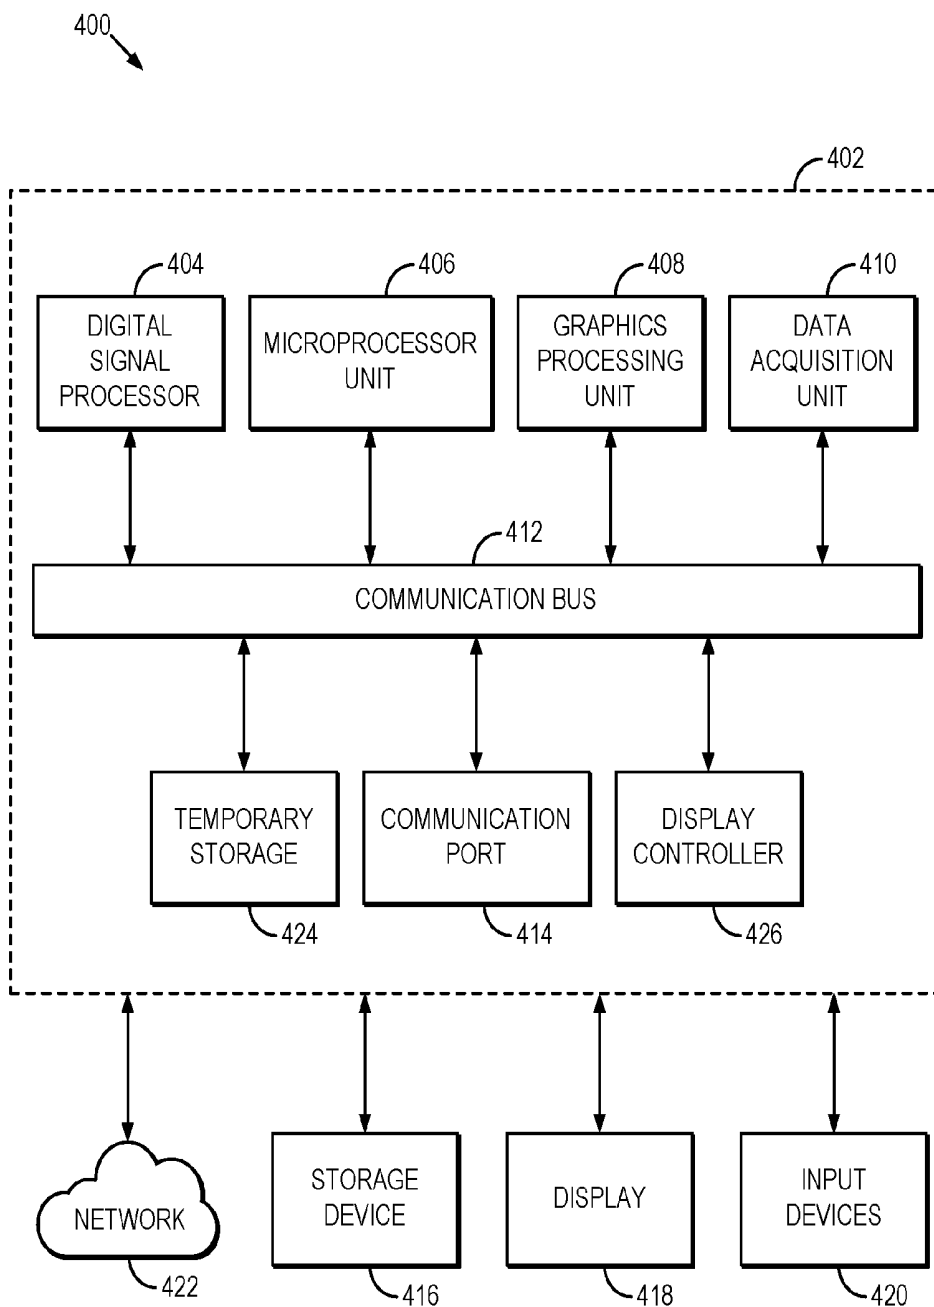 400
402
404
406
408
410
DIGITAL
SIGNAL
PROCESSOR
MICROPROCESSOR
UNIT
GRAPHICS
PROCESSING
UNIT
DATA
ACQUISITION
UNIT
412
COMMUNICATION BUS
TEMPORARY
STORAGE
COMMUNICATION
PORT
DISPLAY
CONTROLLER
424
414
426
NETWORK
STORAGE
DEVICE
DISPLAY
INPUT
DEVICES
422
416
418
420